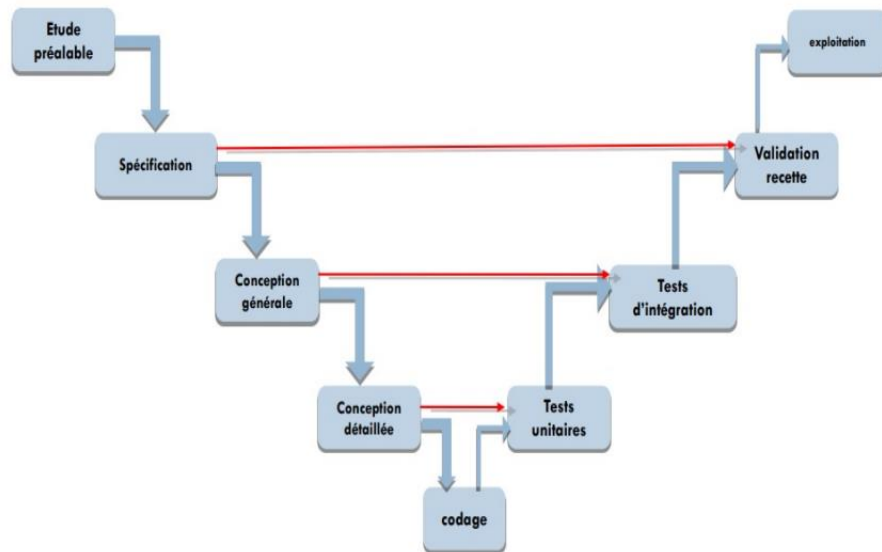 Etude
préalable
exploitation
Spécification
Validation
recette
Conception
générale
Tests
d'intégration
Conception
détaillée
Tests
unitaires
codage